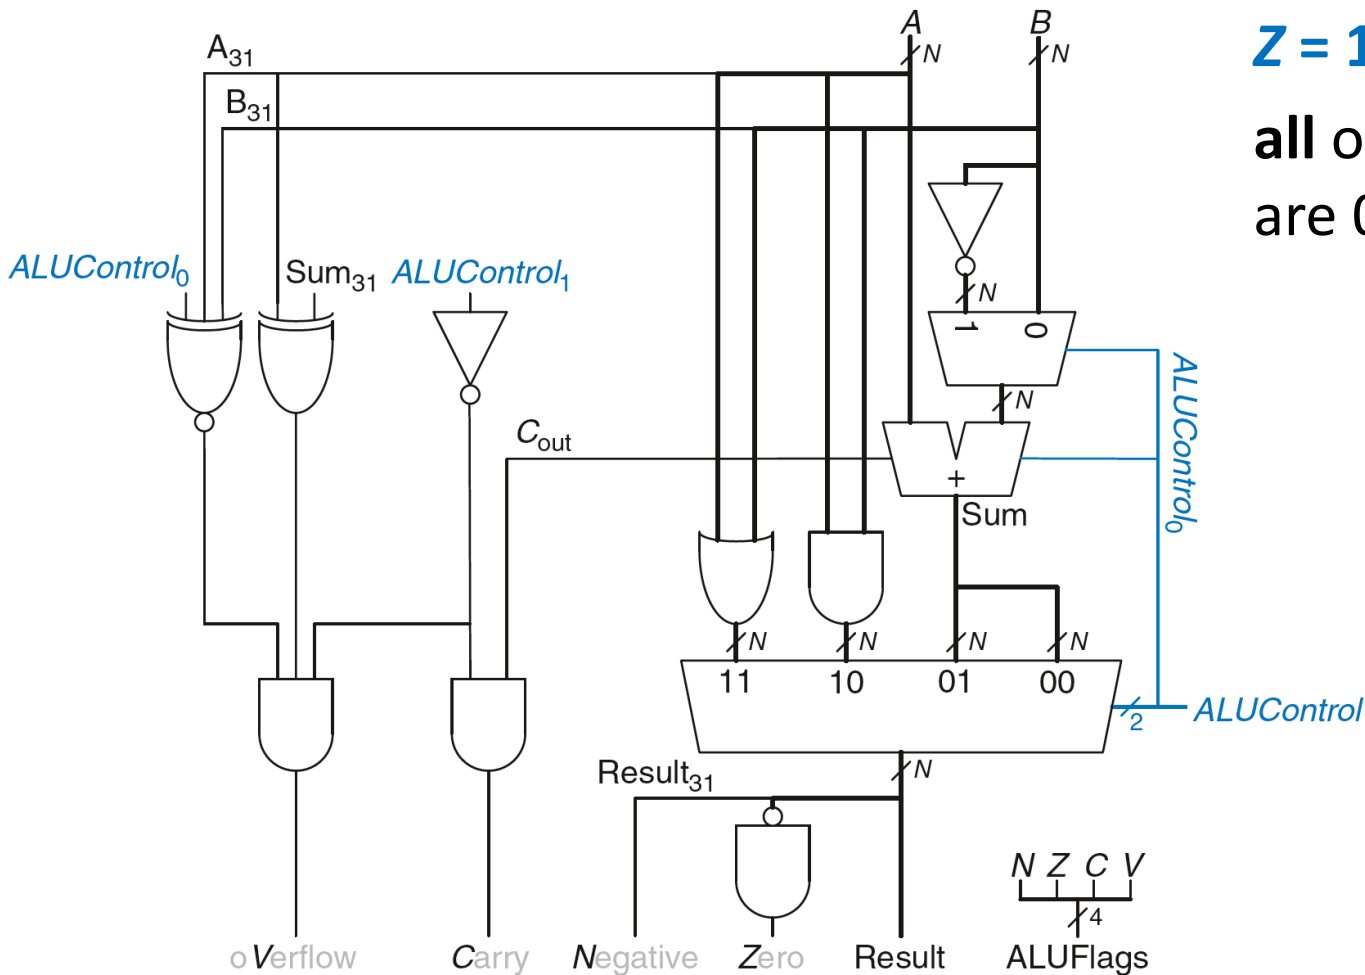 A B
N N
Z = 1
A31
B31
all o
are 0
ALUControl0 Sum31 ALUControl1
N
1 0
ALUControl0
N
Cout
+
Sum
N N N N
11 10 01 00
2 ALUControl
Result31 N
N Z C V
4
oVerflow Carry Negative Zero Result ALUFlags